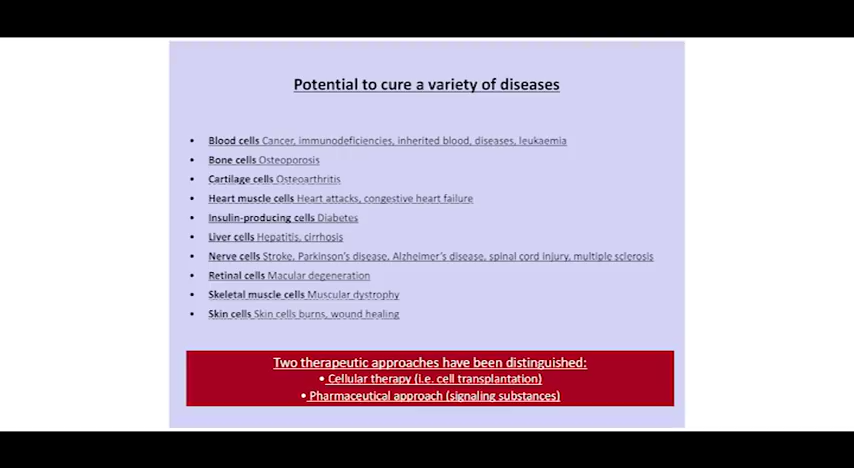 Potential to cure a variety of diseases
• Blood cells Cancer, immunodeficiencies, inherited blood, diseases, leukaemia
• Bone cells Osteoporosis
• Cartilage cells Osteoarthritis
• Heart muscle cells Heart attacks, congestive heart failure
• Insulin-producing cells Diabetes
• Liver cells Hepatitis, cirrhosis
• Nerve cells Stroke, Parkinson's disease, Alzheimer's disease, spinal cord injury, multiple sclerosis
• Retinal cells Macular degeneration
• Skeletal muscle cells Muscular dystrophy
• Skin cells Skin cells burns, wound healing
Two therapeutic approaches have been distinguished:
• Cellular therapy (i.e. cell transplantation)
• Pharmaceutical approach (signaling substances)